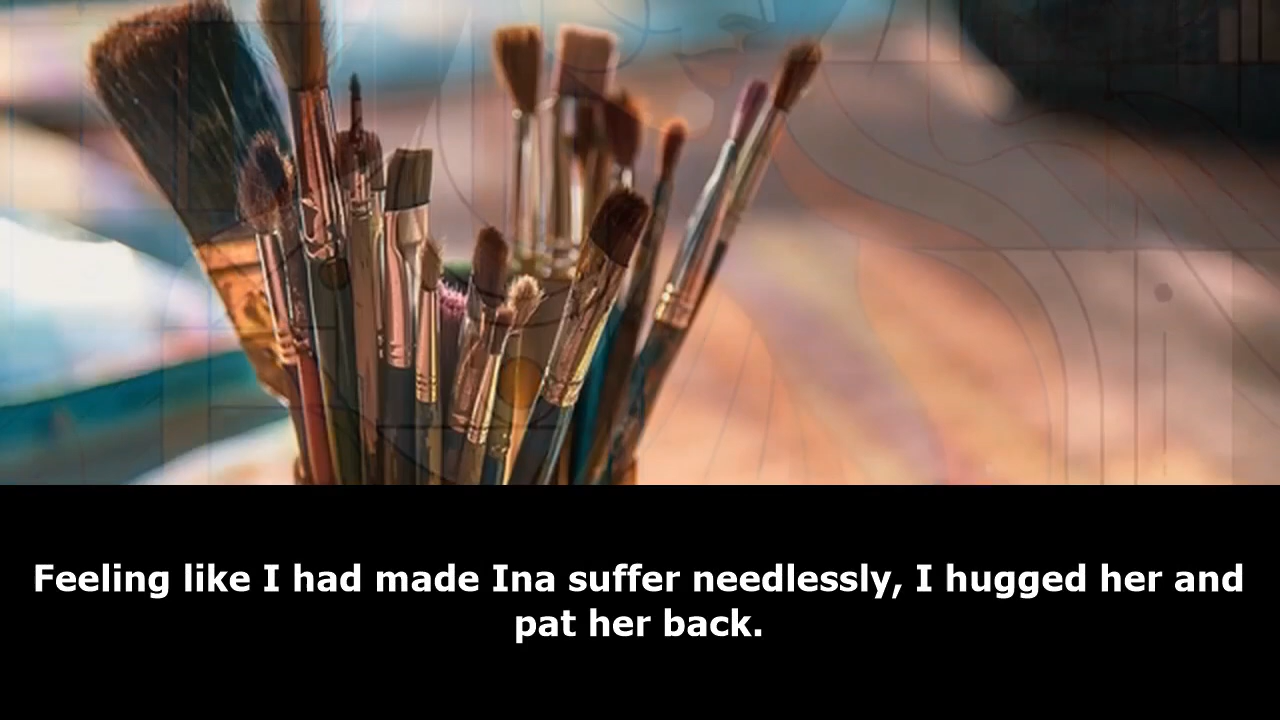 Feeling like I had made Ina suffer needlessly, I hugged her and
pat her back.